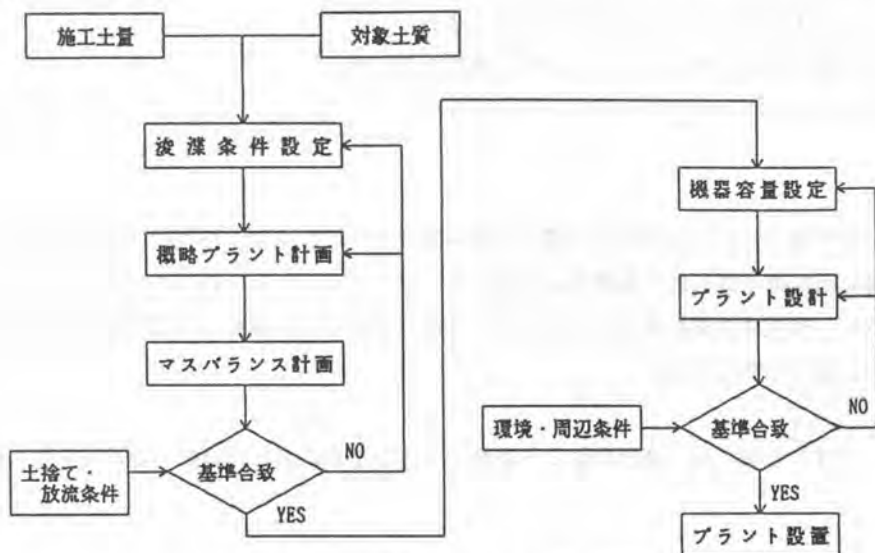 施工土量
対象土質
浚渫条件設定
概略プラント計画
マスバランス計画
土捨て・
放流条件
基準合致
NO
YES
機器容量設定
プラント設計
環境・周辺条件
基準合致
NO
YES
プラント設置